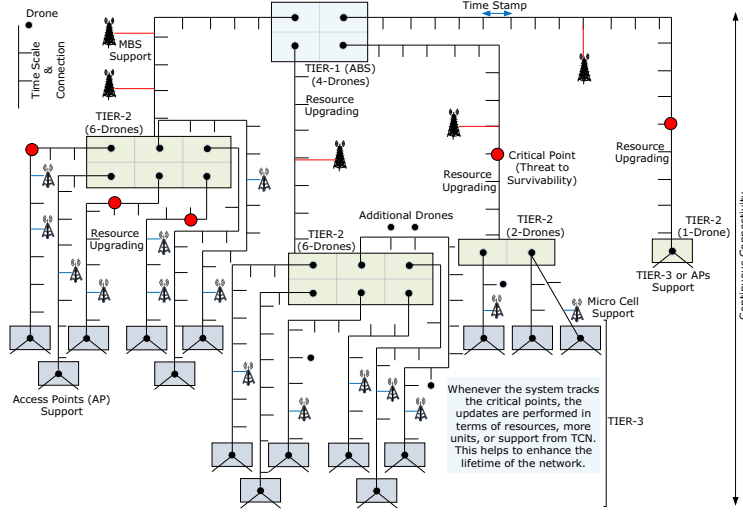 Drone
Time Scale
&
Connection
MBS
Support
Time Stamp
TIER-1 (ABS)
(4-Drones)
Resource
Upgrading
TIER-2
(6-Drones)
Critical Point
(Threat to
Survivability)
Resource
Upgrading
Resource
Upgrading
Resource
Upgrading
Additional Drones
TIER-2
(6-Drones)
TIER-2
(2-Drones)
TIER-2
(1-Drone)
TIER-3 or APs
Support
Micro Cell
Support
Continuous Connectivity
Access Points (AP)
Support
Whenever the system tracks
the critical points, the
updates are performed in
terms of resources, more
units, or support from TCN.
This helps to enhance the
lifetime of the network.
TIER-3